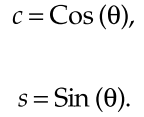 c = Cos (θ),
s = Sin (θ).